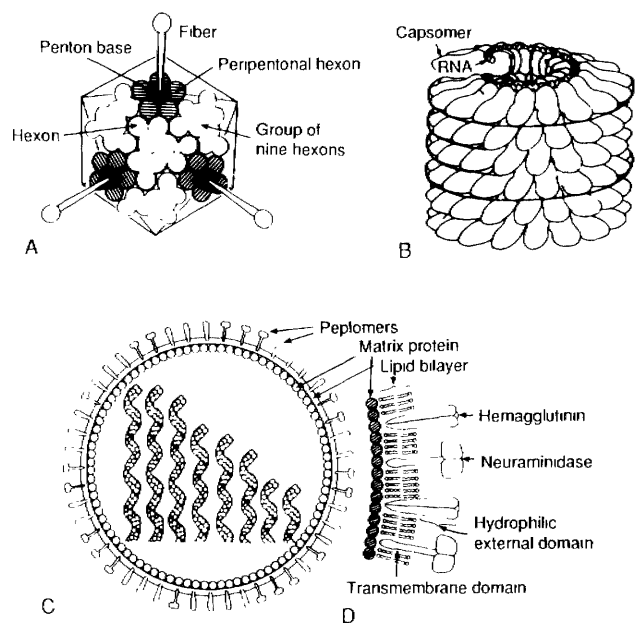 Fiber
Penton base
Peripentonal hexon
Hexon
Group of
nine hexons
A
Capsomer
RNA
B
Peplomers
Matrix protein
Lipid bilayer
Hemagglutinin
Neuraminidase
Hydrophilic
external domain
Transmembrane domain
C
D